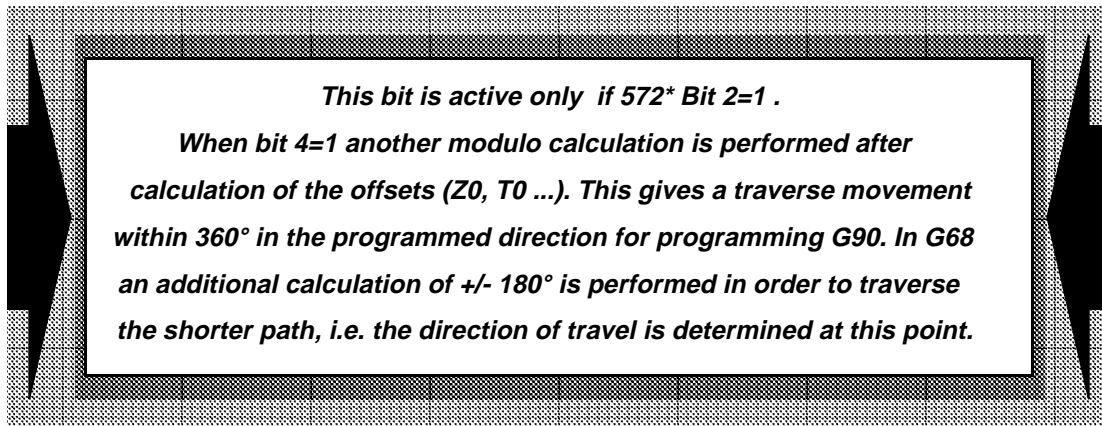 This bit is active only if 572* Bit 2=1 .
When bit 4=1 another modulo calculation is performed after
calculation of the offsets (Z0, T0 ...). This gives a traverse movement
within 360° in the programmed direction for programming G90. In G68
an additional calculation of +/- 180° is performed in order to traverse
the shorter path, i.e. the direction of travel is determined at this point.